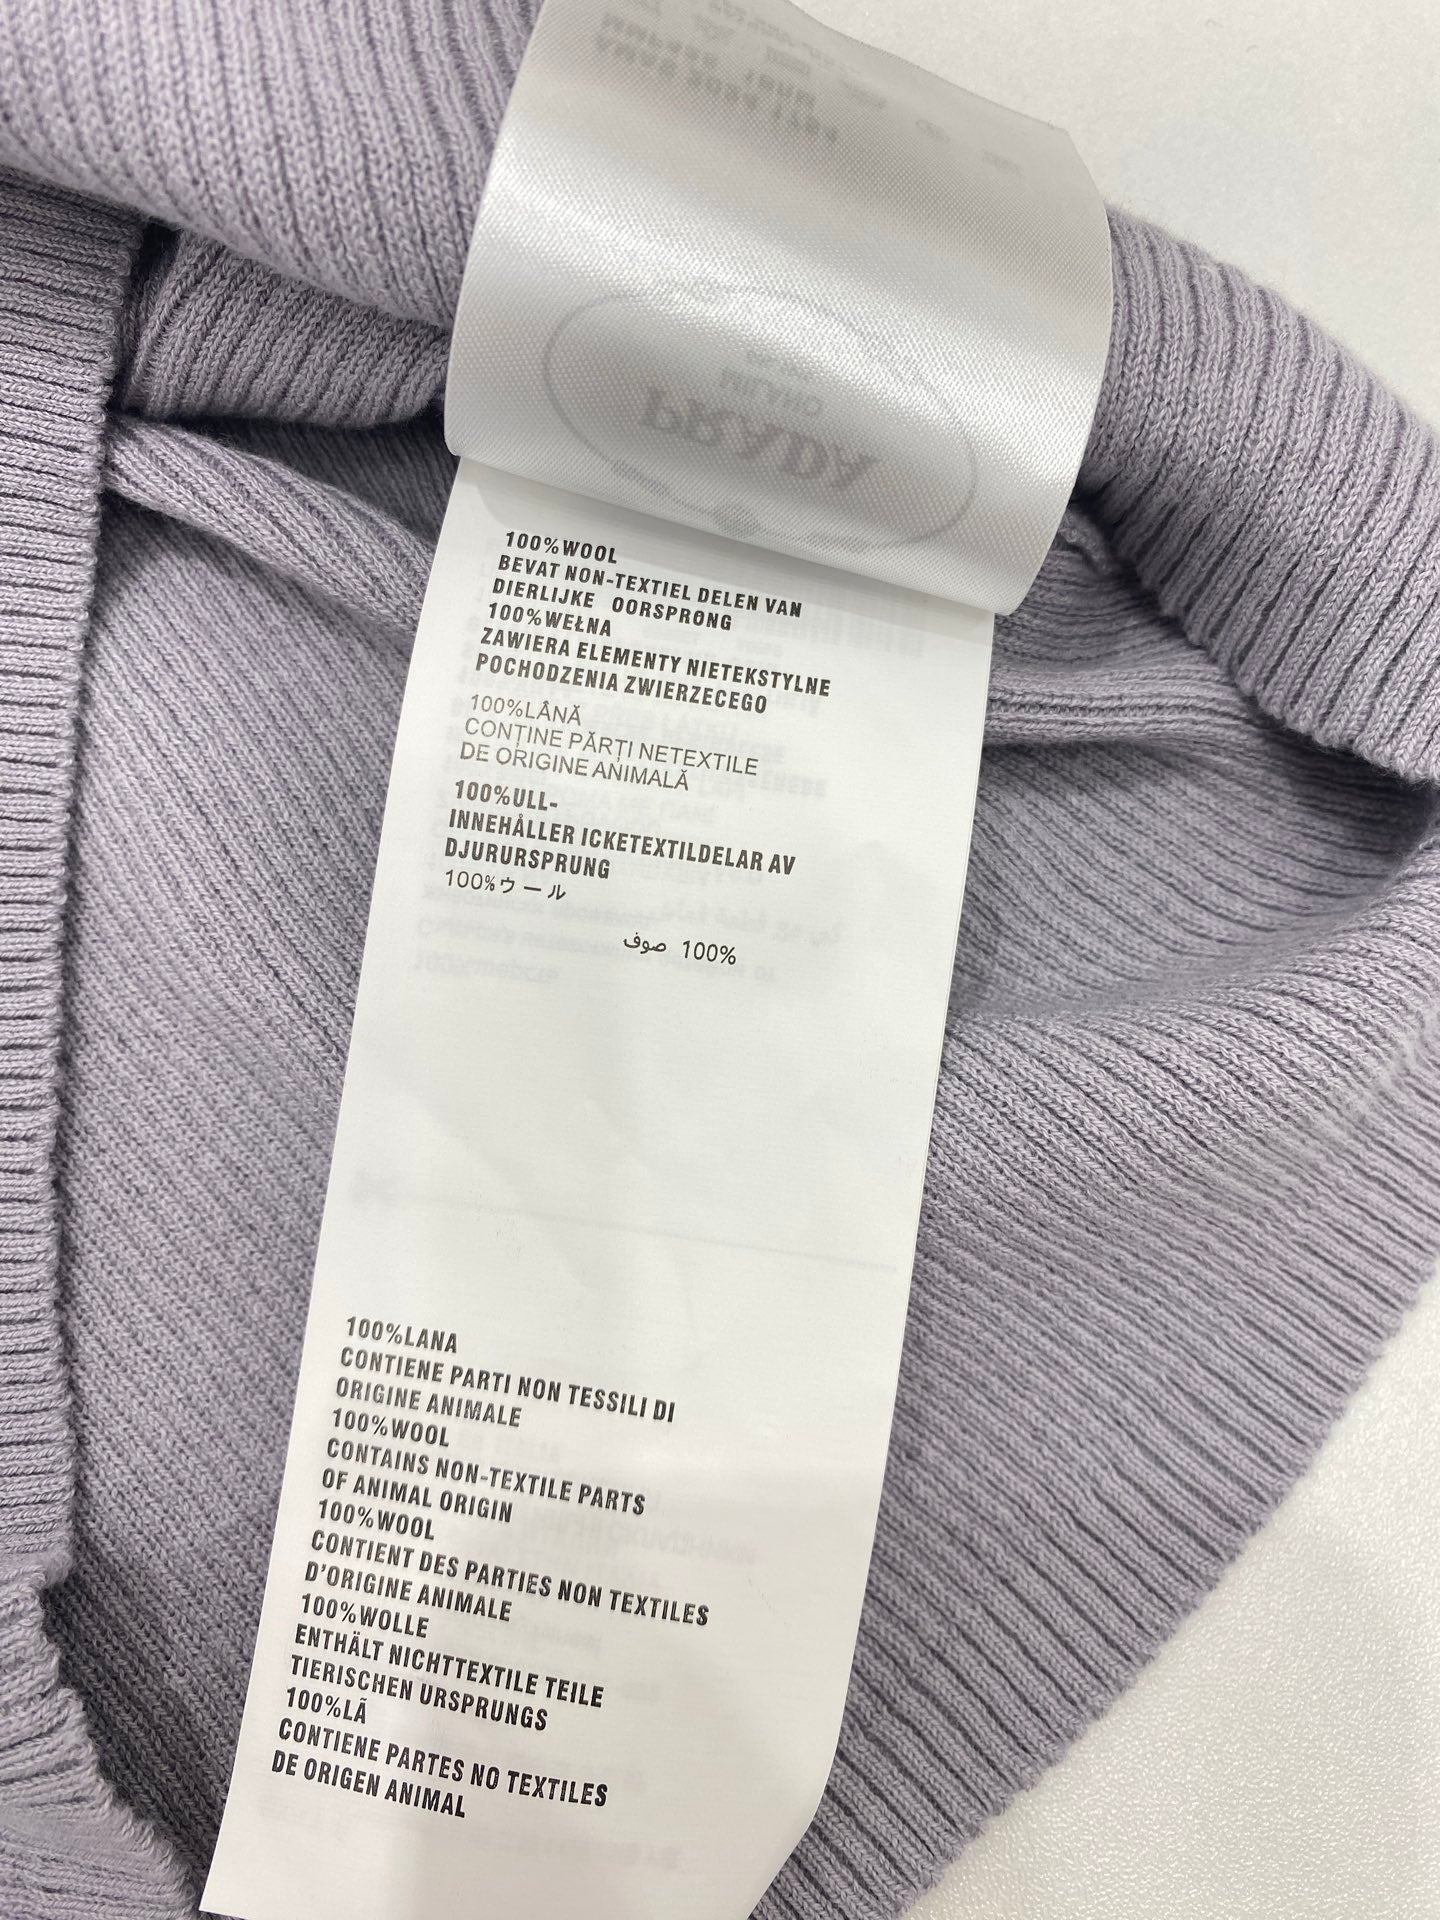 PRADA
MILANO
100%WOOL
BEVAT NON-TEXTIEL DELEN VAN
DIERLIJKE OORSPRONG
100%WEŁNA
ZAWIERA ELEMENTY NIETEKSTYLNE
POCHODZENIA ZWIERZECEGO
100%LÂNĂ
CONȚINE PĂRȚI NETEXTILE
DE ORIGINE ANIMALĂ
100%ULL-
INNEHÅLLER ICKETEXTILDELAR AV
DJURURSPRUNG
100%ウール
100% صوف
100%LANA
CONTIENE PARTI NON TESSILI DI
ORIGINE ANIMALE
100%WOOL
CONTAINS NON-TEXTILE PARTS
OF ANIMAL ORIGIN
100%WOOL
CONTIENT DES PARTIES NON TEXTILES
D'ORIGINE ANIMALE
100%WOLLE
ENTHÄLT NICHTTEXTILE TEILE
TIERISCHEN URSPRUNGS
100%LÃ
CONTIENE PARTES NO TEXTILES
DE ORIGEN ANIMAL